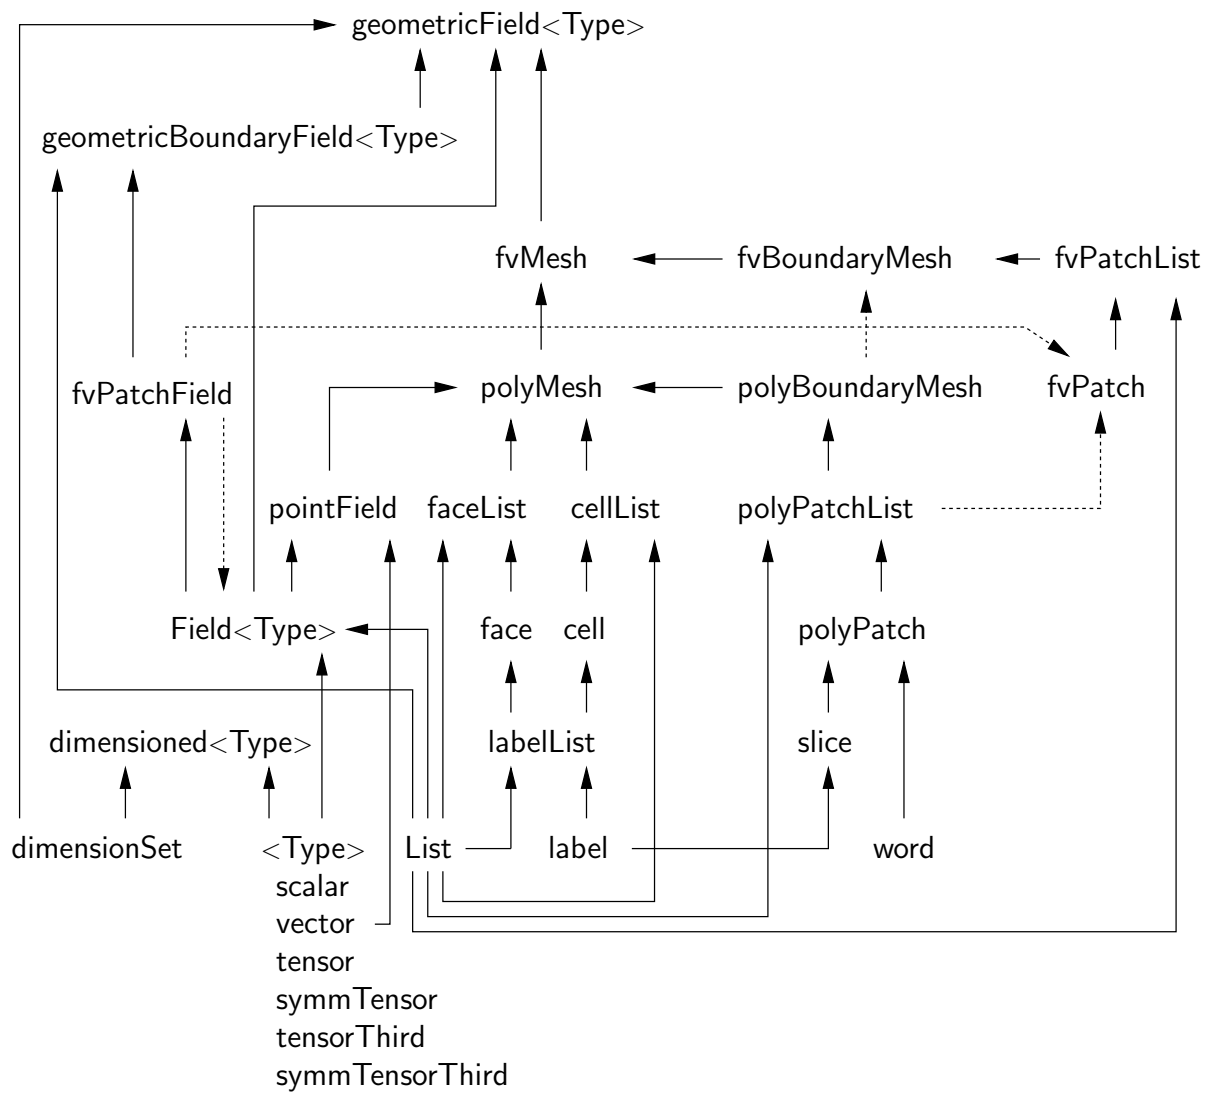 geometricField<Type>
geometricBoundaryField<Type>
fvMesh fvBoundaryMesh fvPatchList
fvPatchField polyMesh polyBoundaryMesh fvPatch
pointField faceList cellList polyPatchList
Field<Type> face cell polyPatch
dimensioned<Type> labelList slice
dimensionSet <Type> List label word
scalar
vector
tensor
symmTensor
tensorThird
symmTensorThird